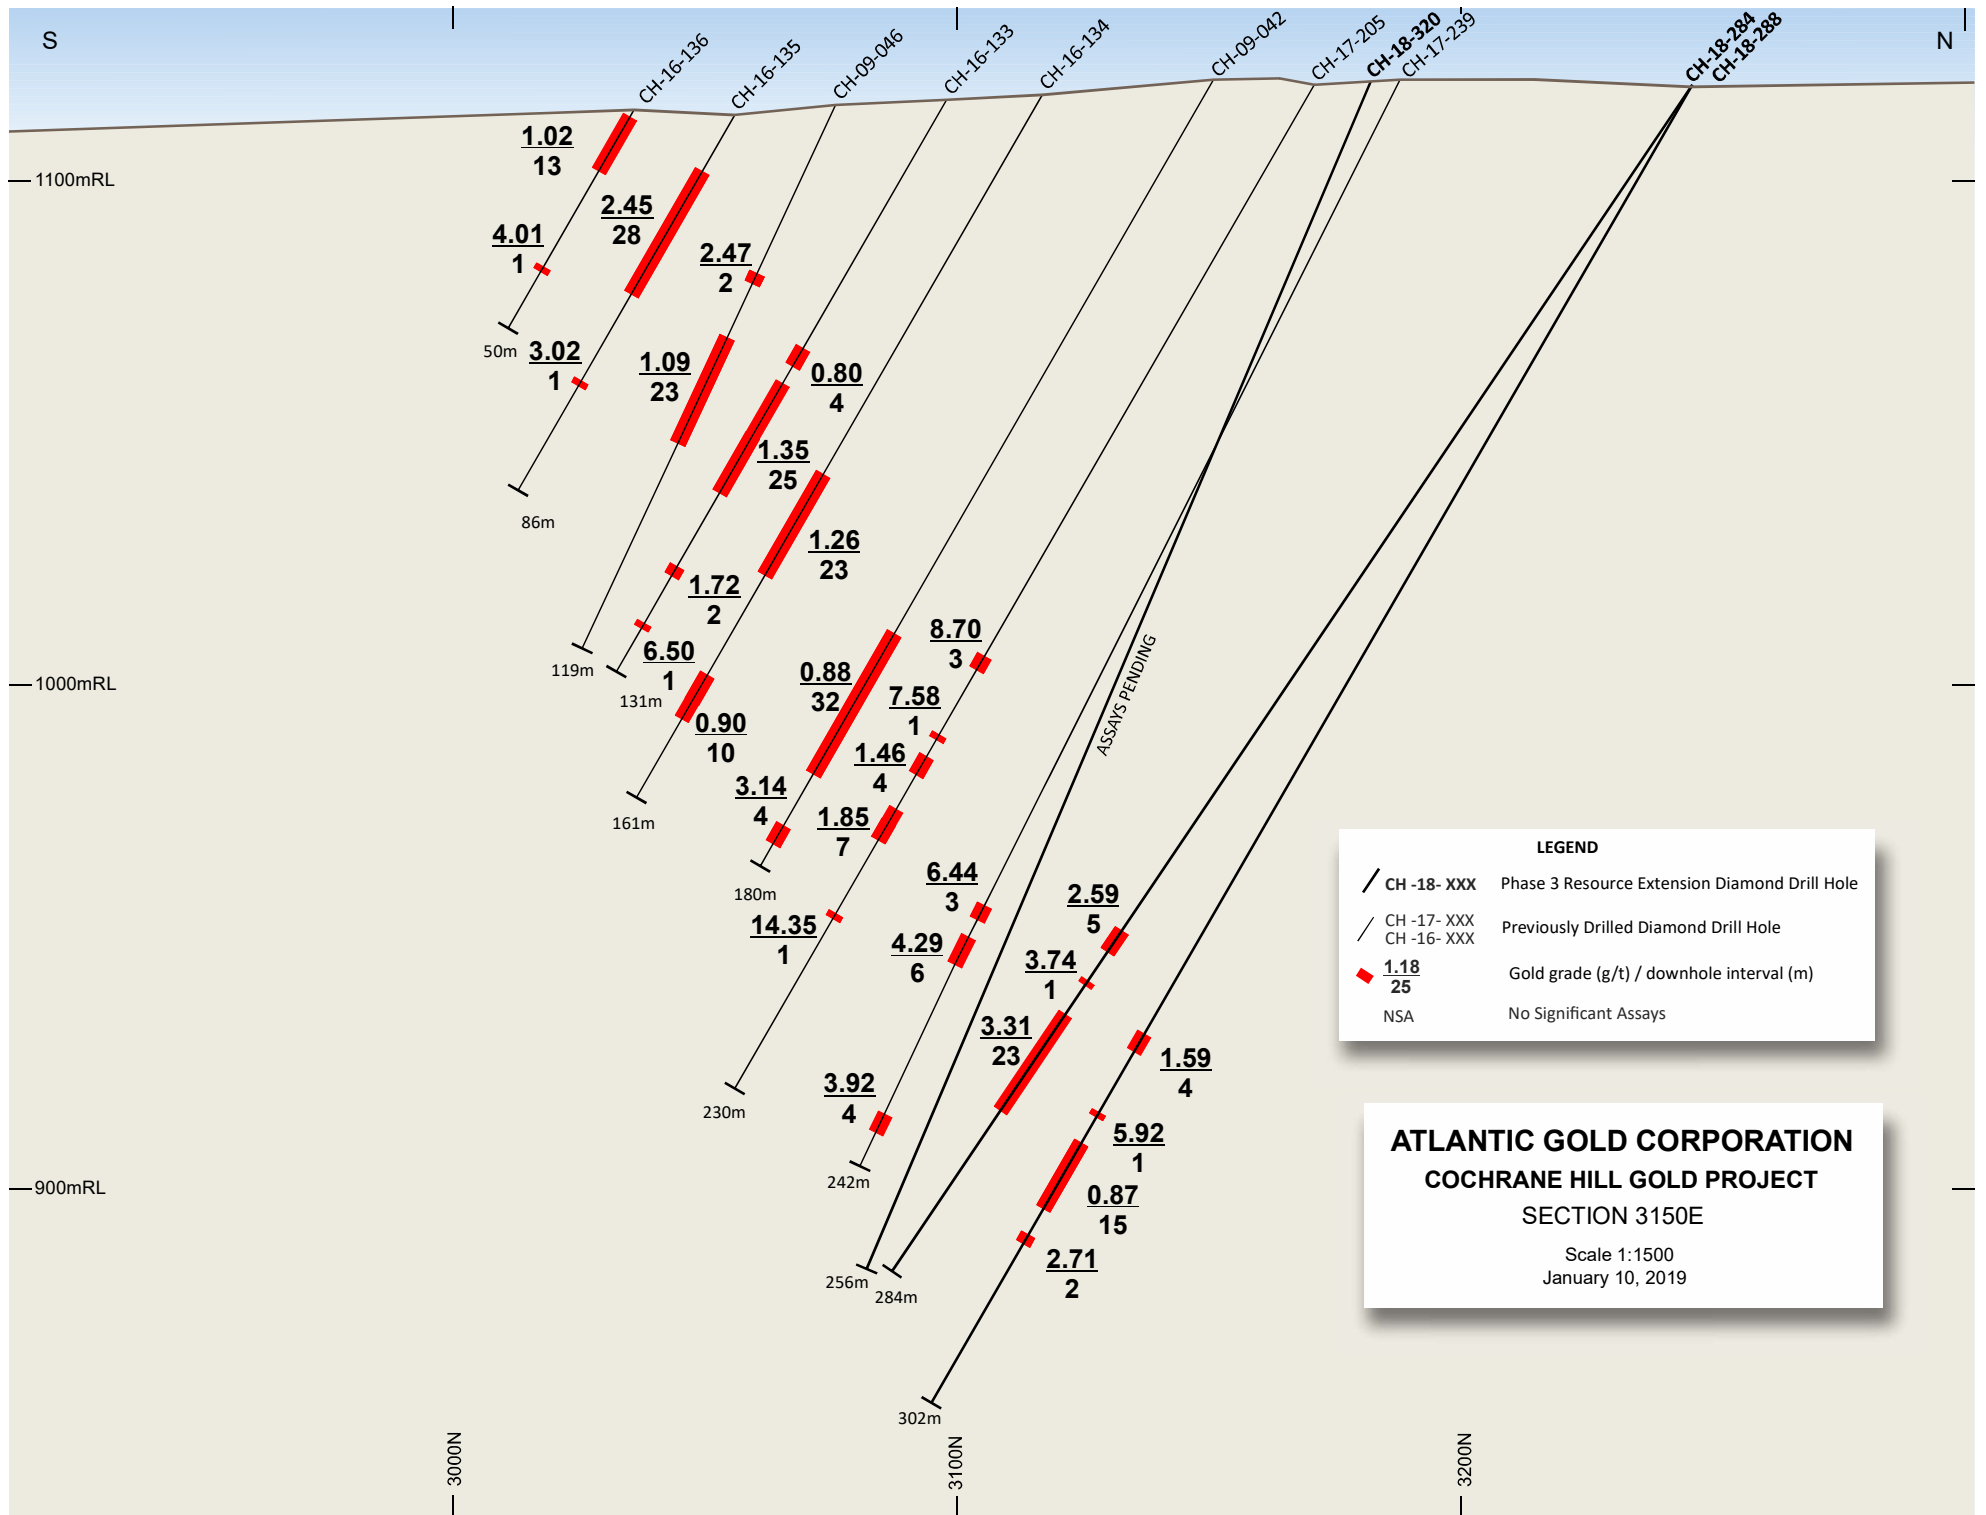 S
N
CH-16-136
CH-16-135
CH-09-046
CH-16-133
CH-16-134
CH-09-042
CH-17-205
CH-18-320
CH-17-239
CH-18-284
CH-18-288
1100mRL
1000mRL
900mRL
1.02
13
4.01
1
50m
2.45
28
3.02
1
86m
2.47
2
1.09
23
119m
0.80
4
1.35
25
1.72
2
6.50
1
131m
1.26
23
0.90
10
161m
0.88
32
3.14
4
180m
8.70
3
7.58
1
1.46
4
1.85
7
14.35
1
230m
6.44
3
4.29
6
3.92
4
242m
ASSAYS PENDING
256m
2.59
5
3.74
1
3.31
23
284m
1.59
4
5.92
1
0.87
15
2.71
2
302m
LEGEND
CH -18- XXX Phase 3 Resource Extension Diamond Drill Hole
CH -17- XXX
CH -16- XXX
Previously Drilled Diamond Drill Hole
1.18
25
Gold grade (g/t) / downhole interval (m)
NSA No Significant Assays
ATLANTIC GOLD CORPORATION
COCHRANE HILL GOLD PROJECT
SECTION 3150E
Scale 1:1500
January 10, 2019
3000N
3100N
3200N